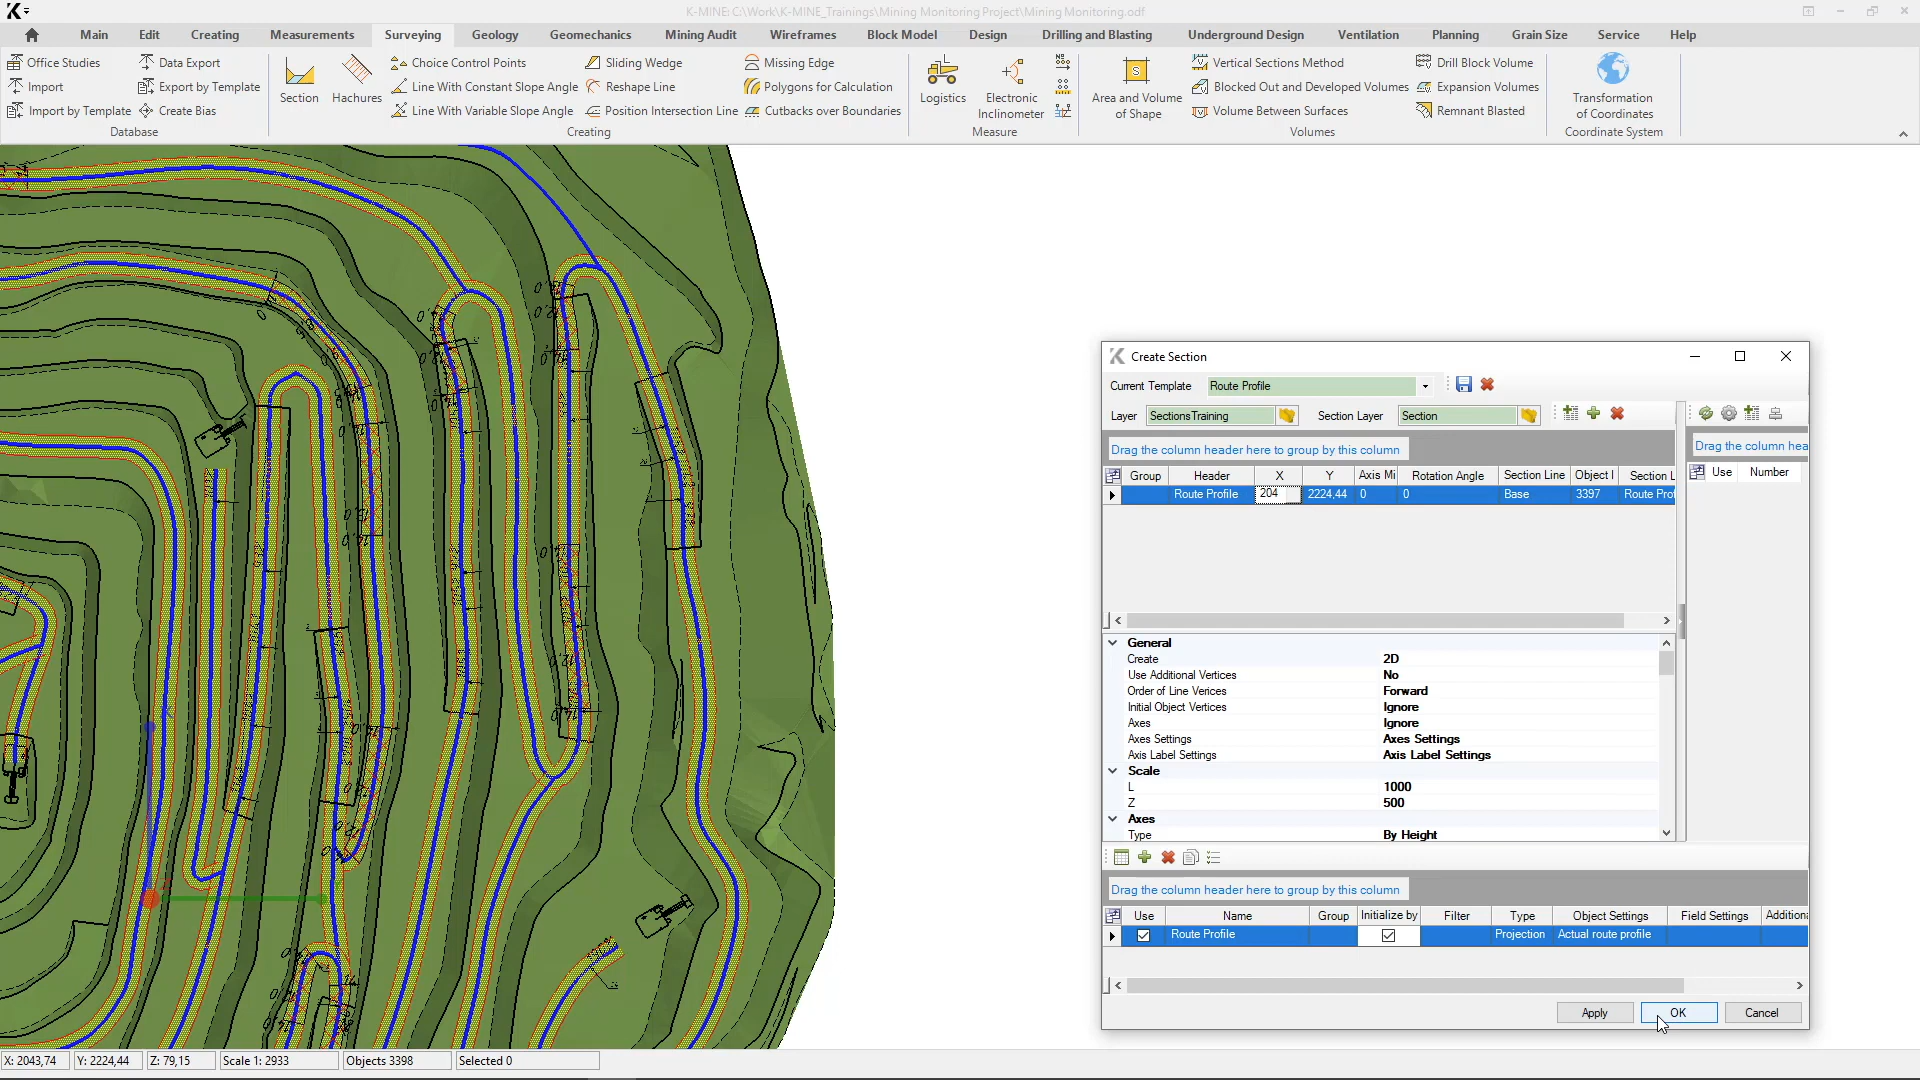 K-MINE: C:\Work\K-MINE_Trainings\Mining Monitoring Project\Mining Monitoring.odf
Main Edit Creating Measurements Surveying Geology Geomechanics Mining Audit Wireframes Block Model Design Drilling and Blasting Underground Design Ventilation Planning Grain Size Service Help
Office Studies
Import
Import by Template
Data Export
Export by Template
Create Bias
Database
Section
Hachures
Choice Control Points
Line With Constant Slope Angle
Line With Variable Slope Angle
Sliding Wedge
Reshape Line
Position Intersection Line
Missing Edge
Polygons for Calculation
Cutbacks over Boundaries
Creating
Logistics
Electronic
Inclinometer
Measure
Area and Volume
of Shape
Vertical Sections Method
Blocked Out and Developed Volumes
Volume Between Surfaces
Drill Block Volume
Expansion Volumes
Remnant Blasted
Volumes
Transformation
of Coordinates
Coordinate System
Create Section
Current Template Route Profile
Layer SectionsTraining Section Layer Section
Drag the column header here to group by this column
Drag the column hea
Group Header X Y Axis Mi Rotation Angle Section Line Object I Section L
Use Number
Route Profile 204 2224,44 0 0 Base 3397 Route Prof
General
Create 2D
Use Additional Vertices No
Order of Line Verices Forward
Initial Object Vertices Ignore
Axes Ignore
Axes Settings Axes Settings
Axis Label Settings Axis Label Settings
Scale
L 1000
Z 500
Axes
Type By Height
Drag the column header here to group by this column
Use Name Group Initialize by Filter Type Object Settings Field Settings Additiona
Route Profile Projection Actual route profile
Apply OK Cancel
X: 2043,74 Y: 2224,44 Z: 79,15 Scale 1: 2933 Objects 3398 Selected 0